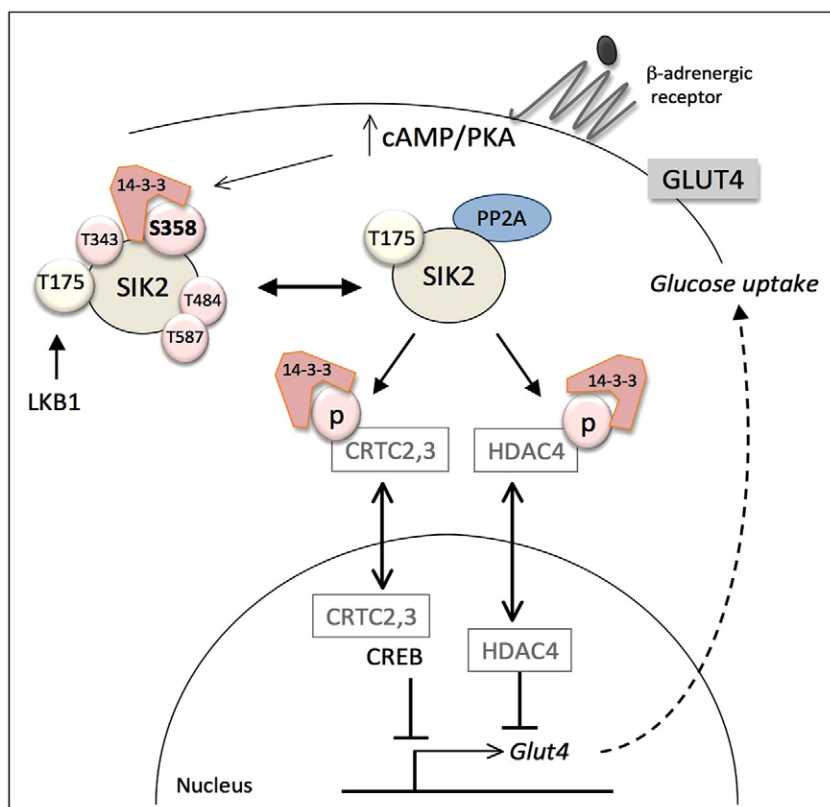 β-adrenergic
receptor
cAMP/PKA
GLUT4
14-3-3
S358
T343
T175
SIK2
T484
T587
LKB1
PP2A
T175
SIK2
Glucose uptake
14-3-3
p
CRTC2,3
14-3-3
p
HDAC4
CRTC2,3
CREB
HDAC4
Glut4
Nucleus